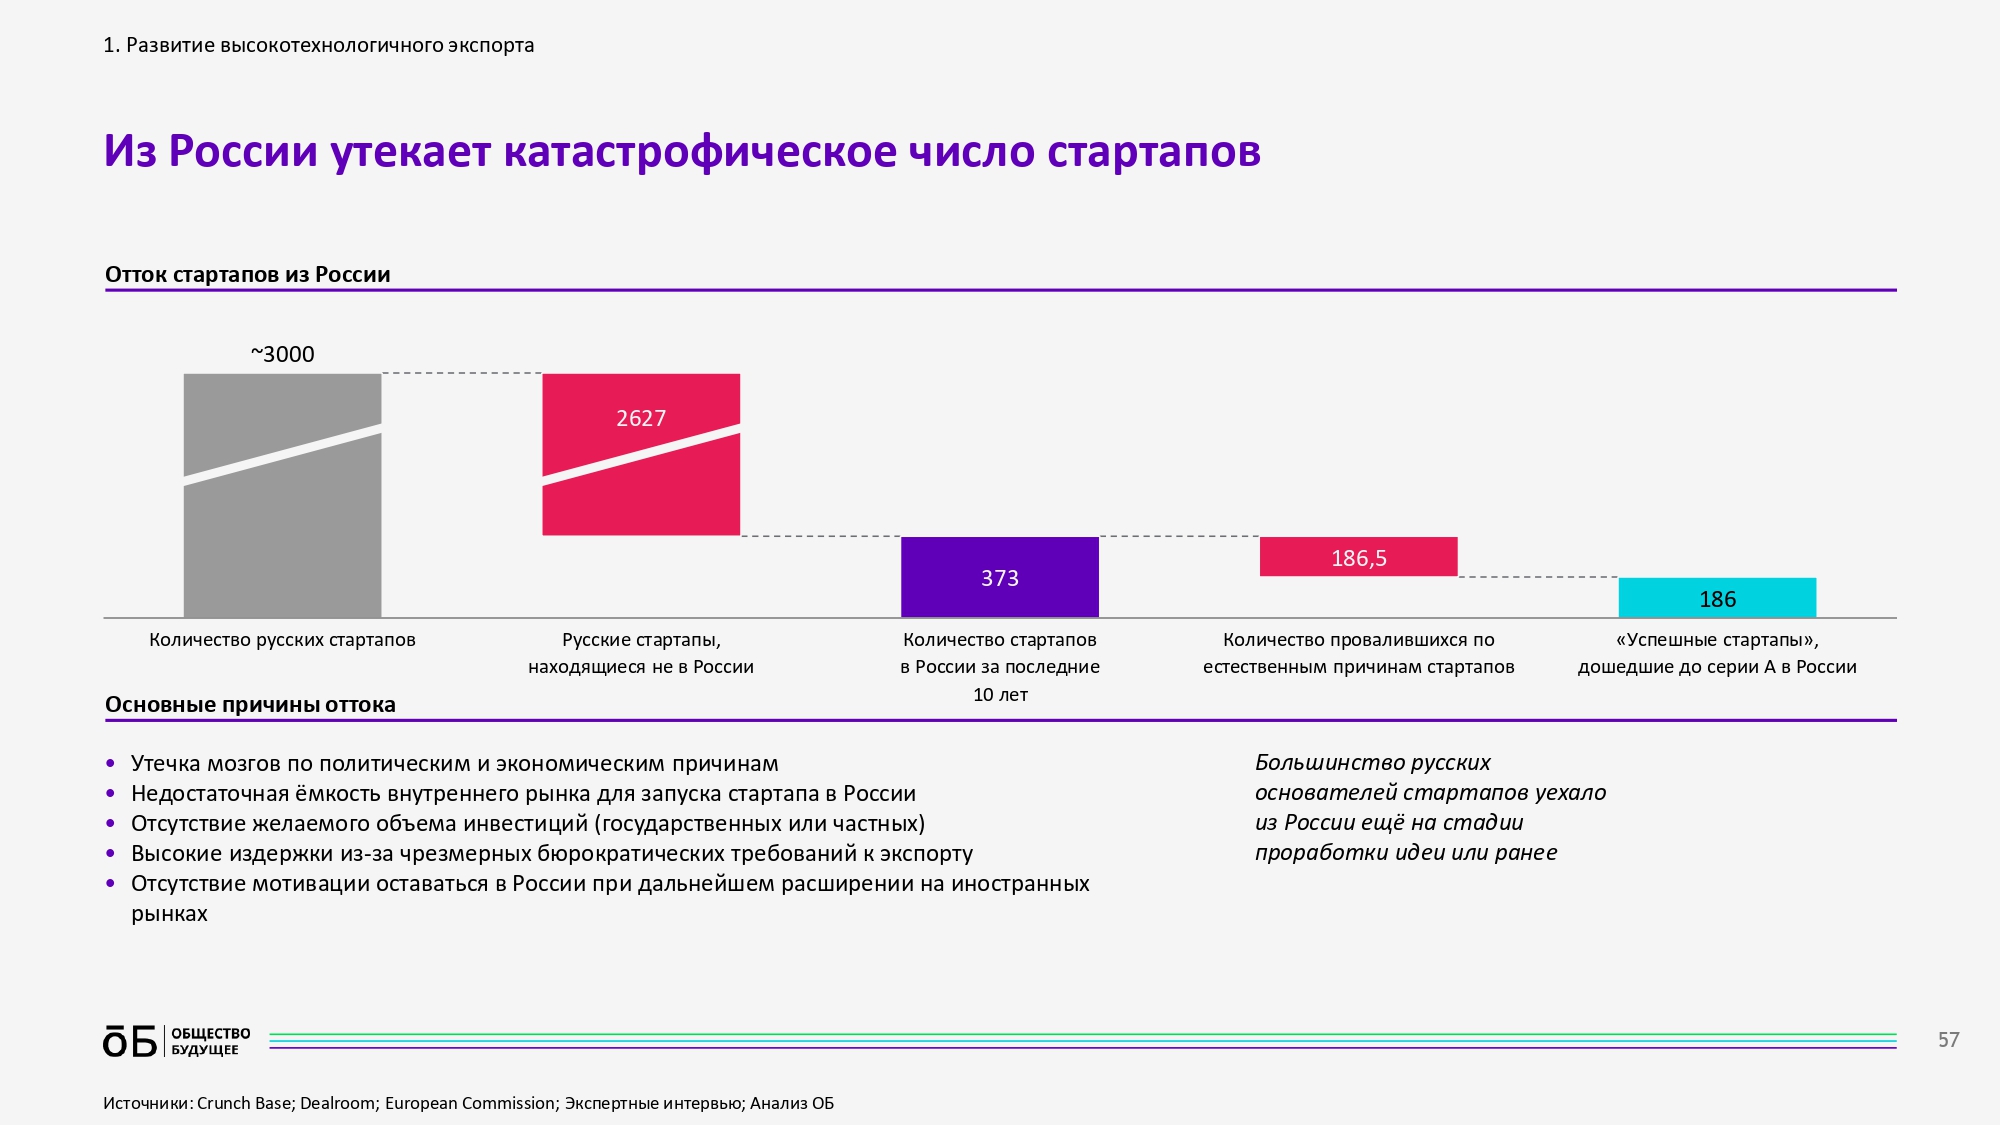 1. Развитие высокотехнологичного экспорта
Из России утекает катастрофическое число стартапов
Отток стартапов из России
~3000
2627
373
186,5
186
Количество русских стартапов
Русские стартапы,
находящиеся не в России
Количество стартапов
в России за последние
10 лет
Количество провалившихся по
естественным причинам стартапов
«Успешные стартапы»,
дошедшие до серии А в России
Основные причины оттока
• Утечка мозгов по политическим и экономическим причинам
• Недостаточная ёмкость внутреннего рынка для запуска стартапа в России
• Отсутствие желаемого объема инвестиций (государственных или частных)
• Высокие издержки из-за чрезмерных бюрократических требований к экспорту
• Отсутствие мотивации оставаться в России при дальнейшем расширении на иностранных
рынках
Большинство русских
основателей стартапов уехало
из России ещё на стадии
проработки идеи или ранее
ōБ
ОБЩЕСТВО
БУДУЩЕЕ
57
Источники: Crunch Base; Dealroom; European Commission; Экспертные интервью; Анализ ОБ